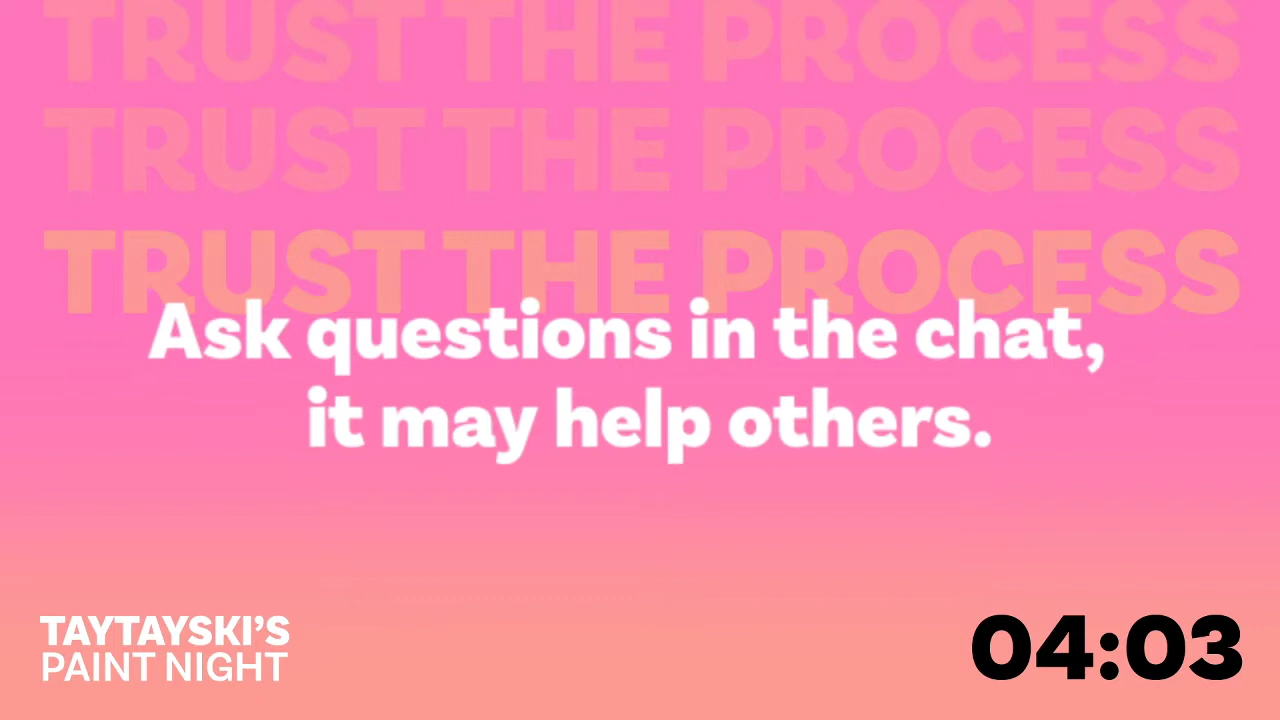 TRUST THE PROCESS
TRUST THE PROCESS
TRUST THE PROCESS
Ask questions in the chat,
it may help others.
TAYTAYSKI’S
PAINT NIGHT
04:03